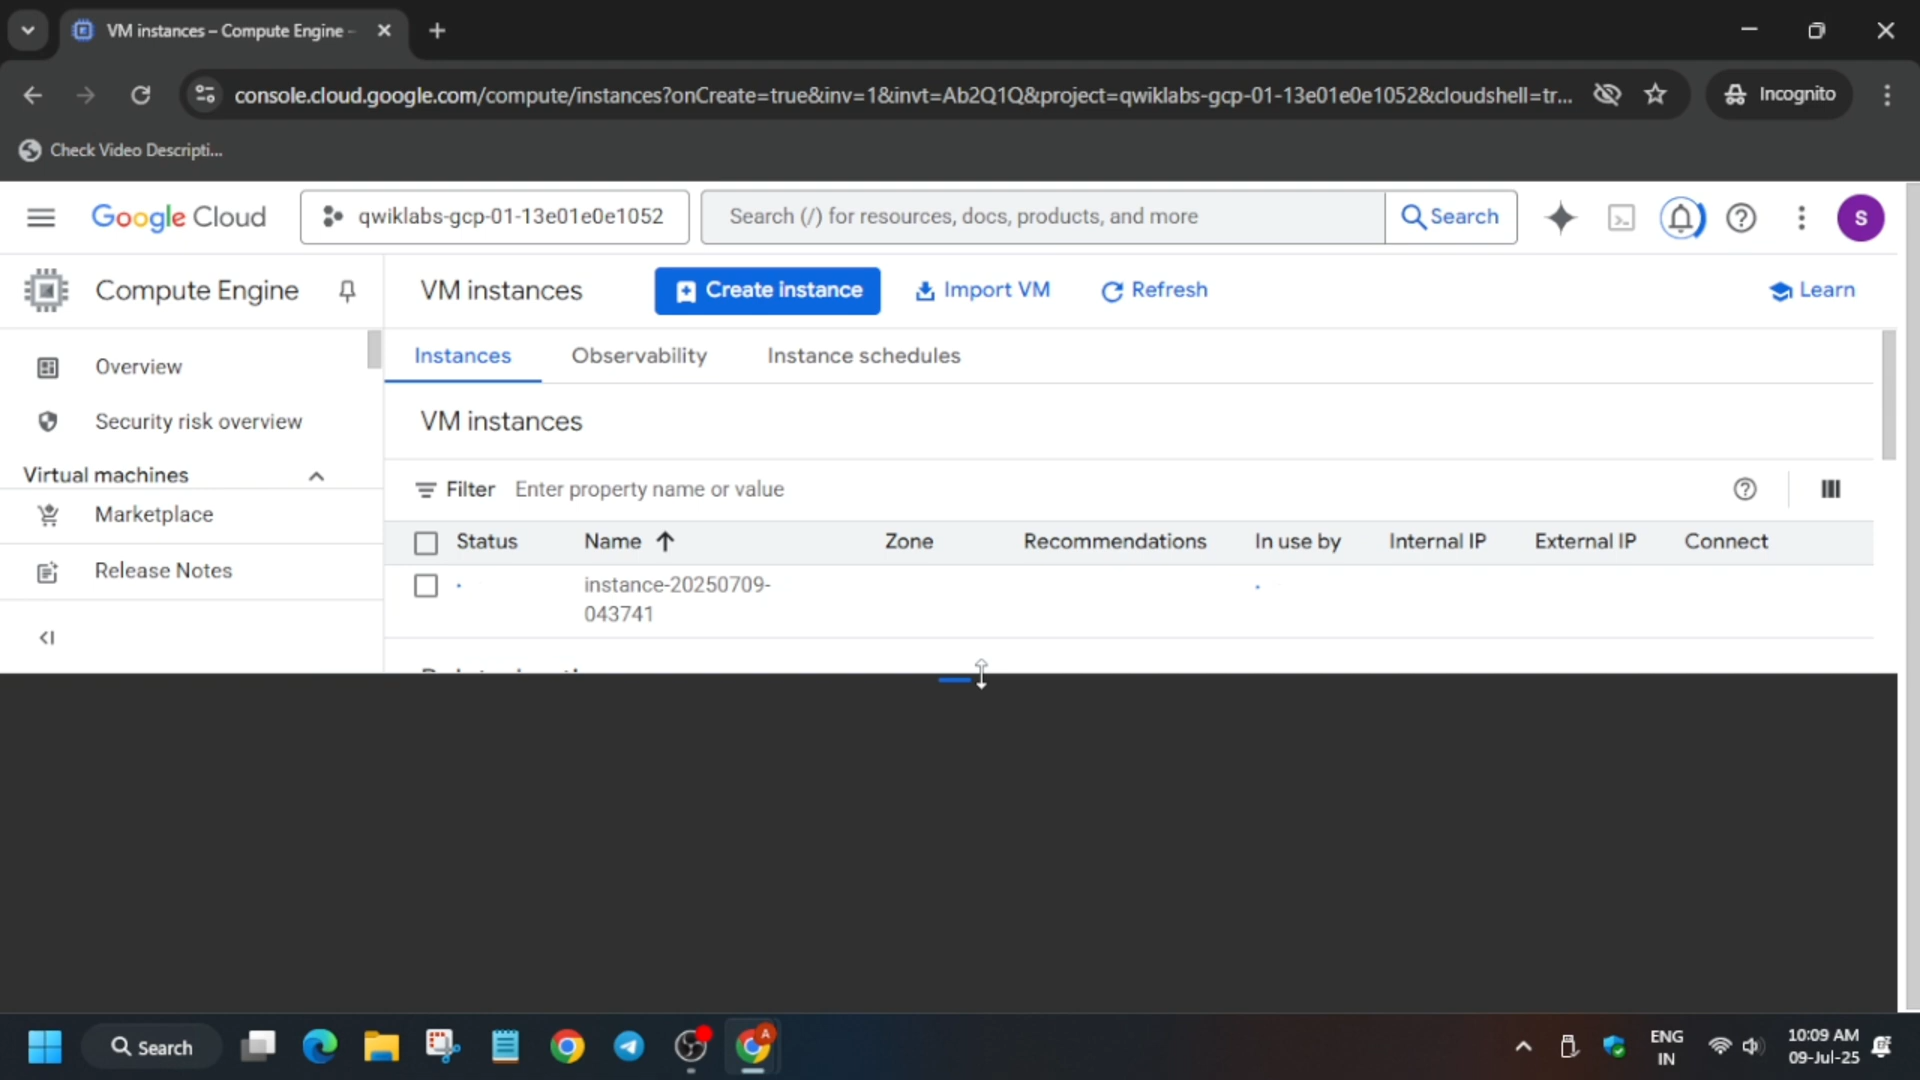 VM instances – Compute Engine -
console.cloud.google.com/compute/instances?onCreate=true&inv=1&invt=Ab2Q1Q&project=qwiklabs-gcp-01-13e01e0e1052&cloudshell=tr...
Incognito
Check Video Descripti...
Google Cloud
qwiklabs-gcp-01-13e01e0e1052
Search (/) for resources, docs, products, and more
Search
S
Compute Engine
VM instances
Create instance
Import VM
Refresh
Learn
Overview
Security risk overview
Virtual machines
Marketplace
Release Notes
Instances
Observability
Instance schedules
VM instances
Filter Enter property name or value
Status Name Zone Recommendations In use by Internal IP External IP Connect
instance-20250709-
043741
Search
A
ENG
IN
10:09 AM
09-Jul-25